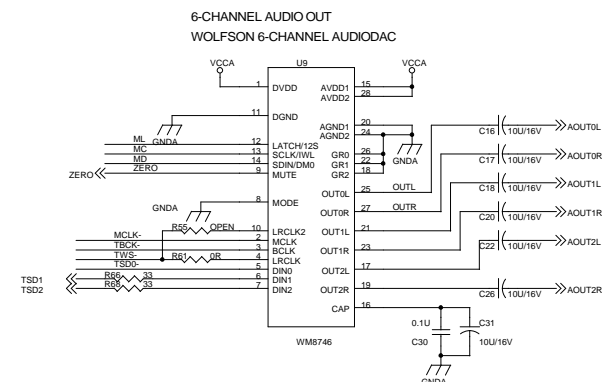 6-CHANNEL AUDIO OUT
WOLFSON 6-CHANNEL AUDIODAC
VCCA U9 VCCA
1 DVDD AVDD1 15
AVDD2 28
11 DGND AGND1 20
AGND2 24
GNDA
ML 12 LATCH/12S
MC 13 SCLK/IWL GR0 26
MD 14 SDIN/DM0 GR1 22
ZERO ZERO 9 MUTE GR2 18
GNDA
OUT0L 25 OUTL
C16 10U/16V AOUT0L
GNDA 8 MODE
OUT0R 27 OUTR
C17 10U/16V AOUT0R
R55 OPEN 10 LRCLK2 OUT1L 21
C18 10U/16V AOUT1L
MCLK- 2 MCLK
TBCK- 3 BCLK OUT1R 23
C20 10U/16V AOUT1R
TWS- R61 0R 4 LRCLK
TSD0- 5 DIN0 OUT2L 17
C22 10U/16V AOUT2L
TSD1 R66 33 6 DIN1
TSD2 R68 33 7 DIN2 OUT2R 19
C26 10U/16V AOUT2R
CAP 16
0.1U C31
C30 10U/16V
WM8746
GNDA